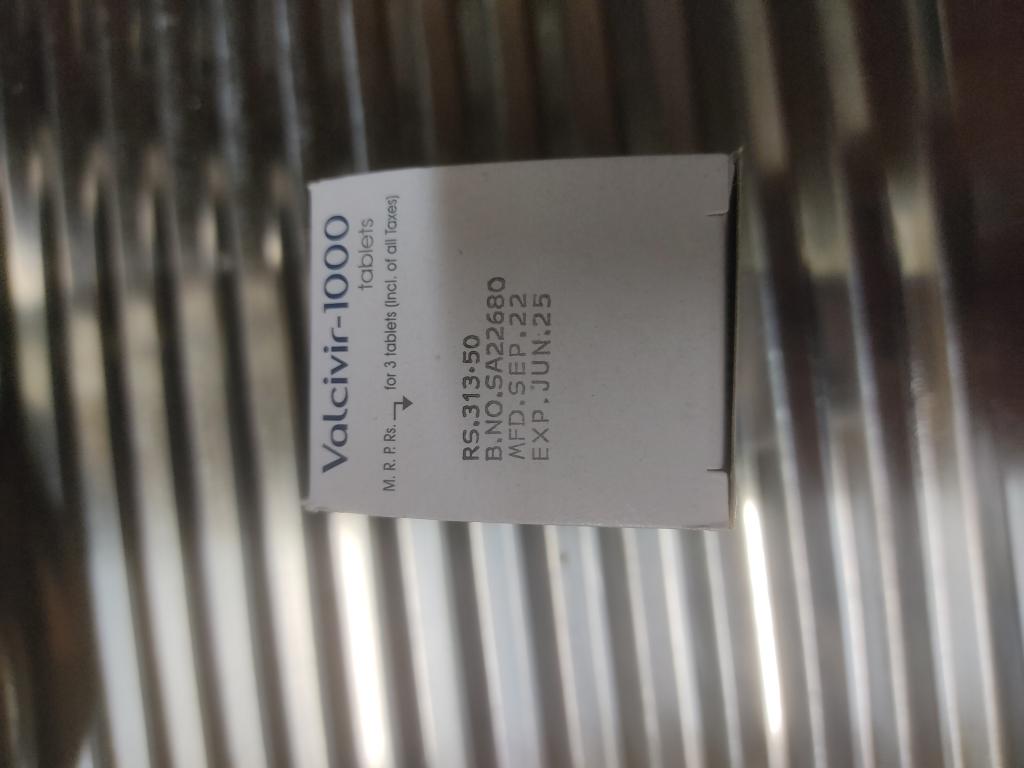 Valcivir-1000
tablets
M. R. P. Rs. for 3 tablets (Incl. of all Taxes)
RS.313.50
B.NO.SA22680
MFD.SEP.22
EXP.JUN.25